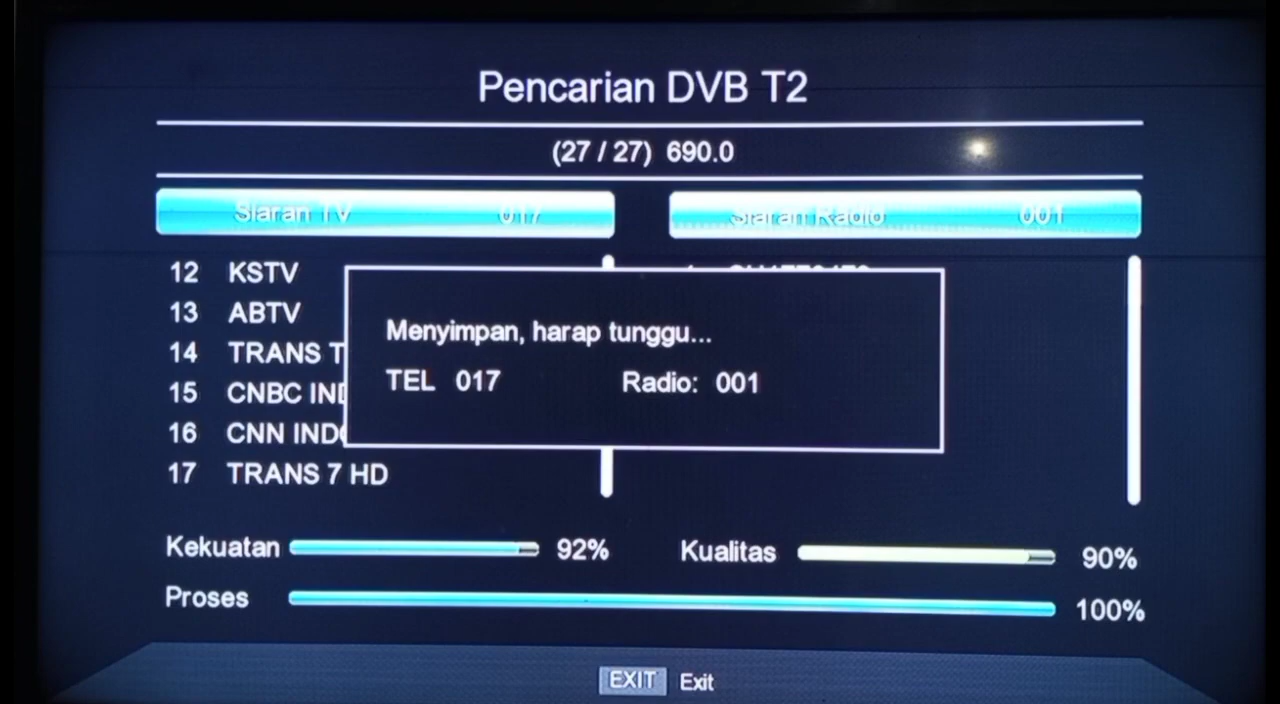 Pencarian DVB T2
(27 / 27) 690.0
Siaran TV 017
Siaran Radio 001
12 KSTV
13 ABTV
14 TRANS T
15 CNBC
16 CNN
17 TRANS 7 HD
Menyimpan, harap tunggu...
TEL 017 Radio: 001
Kekuatan 92% Kualitas 90%
Proses 100%
EXIT Exit